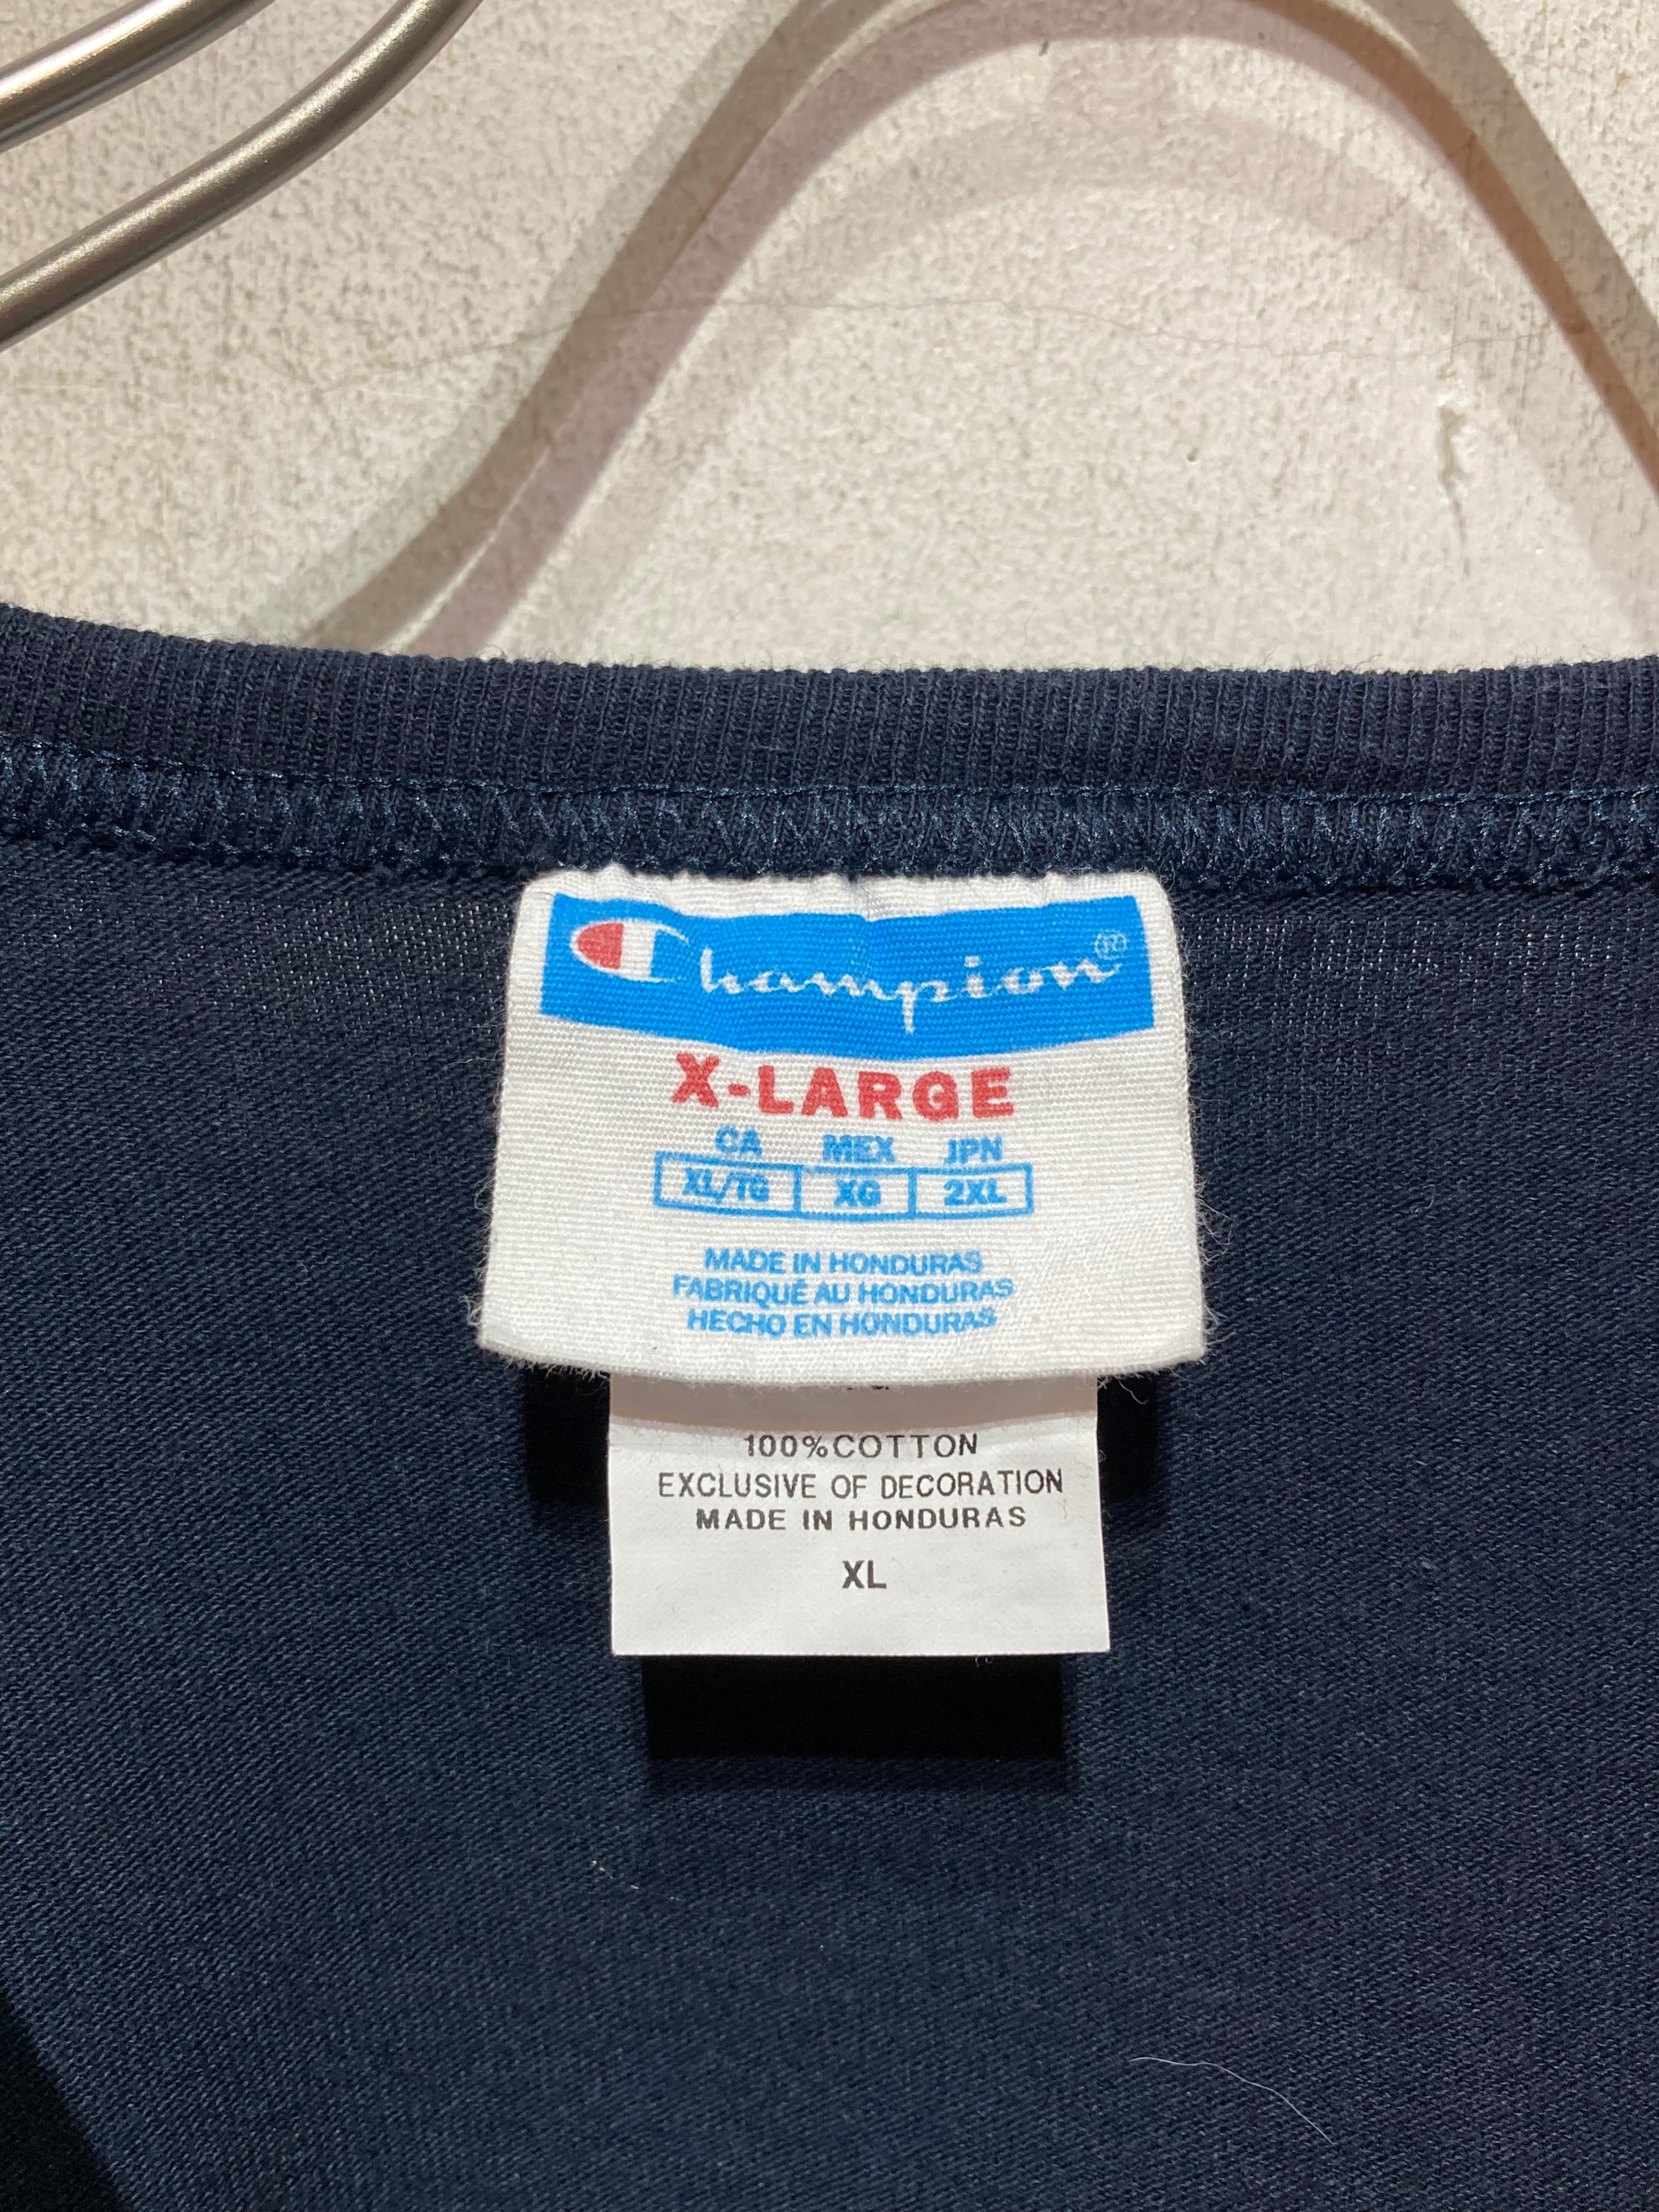 Champion®
X-LARGE
CA MEX JPN
XL/TG XG 2XL
MADE IN HONDURAS
FABRIQUÉ AU HONDURAS
HECHO EN HONDURAS
100%COTTON
EXCLUSIVE OF DECORATION
MADE IN HONDURAS
XL